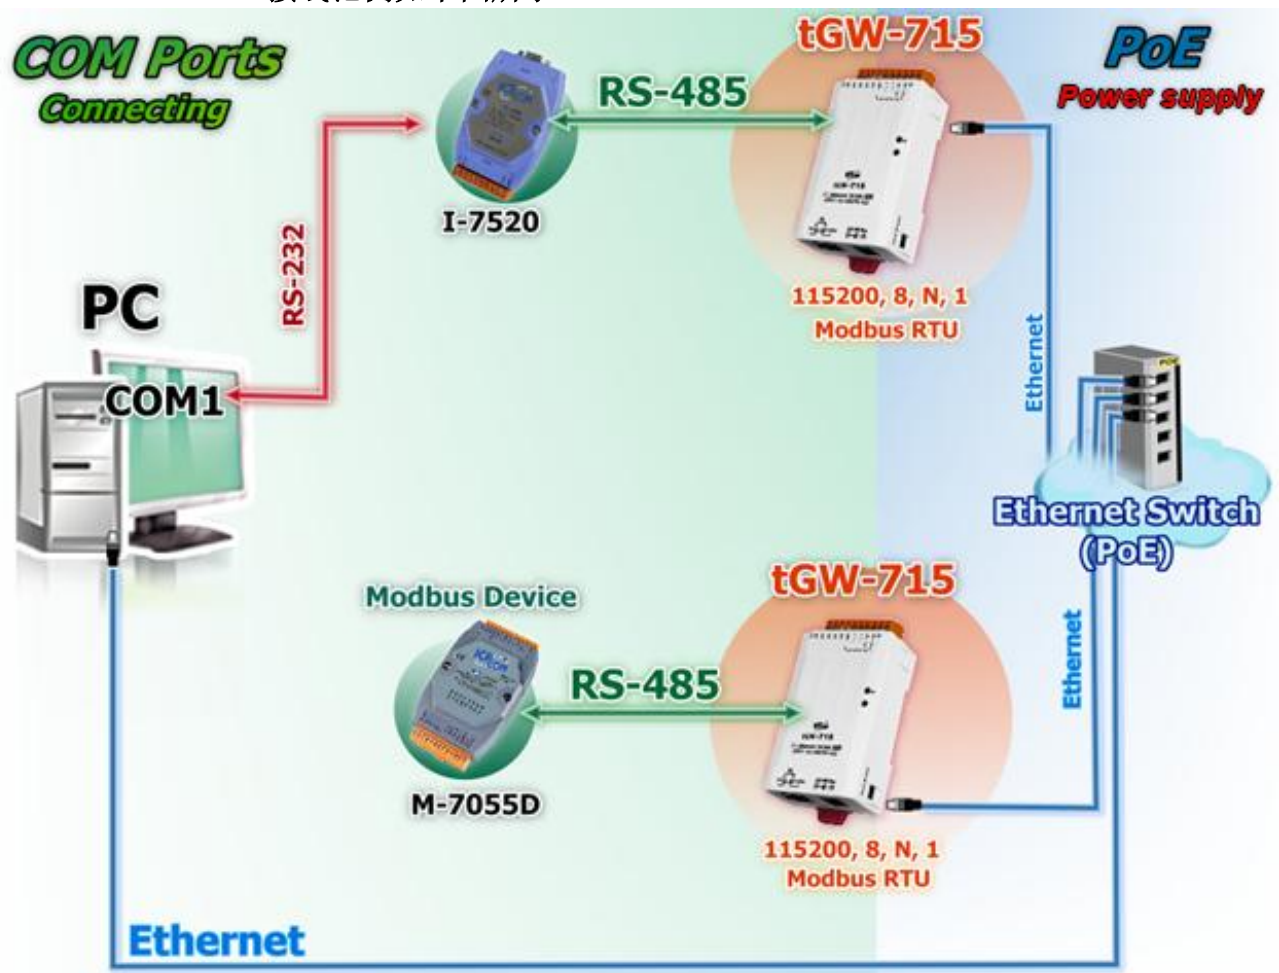 COM Ports
Connecting
tGW-715
PoE
Power supply
RS-485
I-7520
RS-232
115200, 8, N, 1
Modbus RTU
PC
COM1
Ethernet
POE
Ethernet Switch
(PoE)
Modbus Device
tGW-715
RS-485
Ethernet
M-7055D
115200, 8, N, 1
Modbus RTU
Ethernet